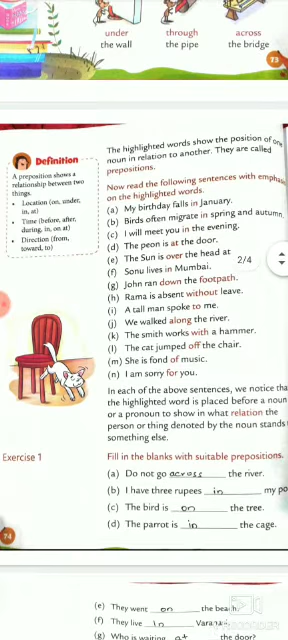 under through across
the wall the pipe the bridge
73
Definition
A preposition shows a
relationship between two
things.
• Location (on, under,
in, at)
• Time (before, after,
during, in, on at)
• Direction (from,
toward, to)
The highlighted words show the position of one
noun in relation to another. They are called
prepositions.
Now read the following sentences with emphasis
on the highlighted words.
(a) My birthday falls in January.
(b) Birds often migrate in spring and autumn.
(c) I will meet you in the evening.
(d) The peon is at the door.
(e) The Sun is over the head at
2/4
(f) Sonu lives in Mumbai.
(g) John ran down the footpath.
(h) Rama is absent without leave.
(i) A tall man spoke to me.
(j) We walked along the river.
(k) The smith works with a hammer.
(l) The cat jumped off the chair.
(m) She is fond of music.
(n) I am sorry for you.
In each of the above sentences, we notice tha
the highlighted word is placed before a noun
or a pronoun to show in what relation the
person or thing denoted by the noun stands
something else.
Exercise 1 Fill in the blanks with suitable prepositions.
(a) Do not go across the river.
(b) I have three rupees in my po
(c) The bird is on the tree.
(d) The parrot is in the cage.
74
(e) They went on the beach.
(f) They live in
(g) Who is waiting at the door?